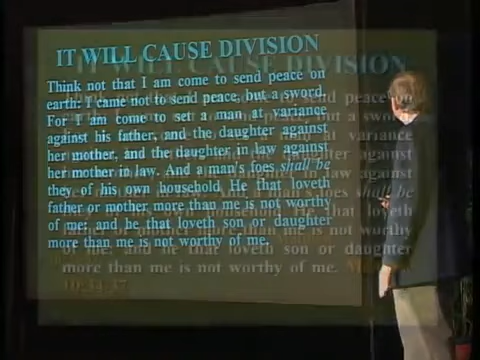 IT WILL CAUSE DIVISION
Think not that I am come to send peace on
earth: I came not to send peace, but a sword.
For I am come to set a man at variance
against his father, and the daughter against
her mother, and the daughter in law against
her mother in law. And a man's foes shall be
they of his own household. He that loveth
father or mother more than me is not worthy
of me: and he that loveth son or daughter
more than me is not worthy of me.